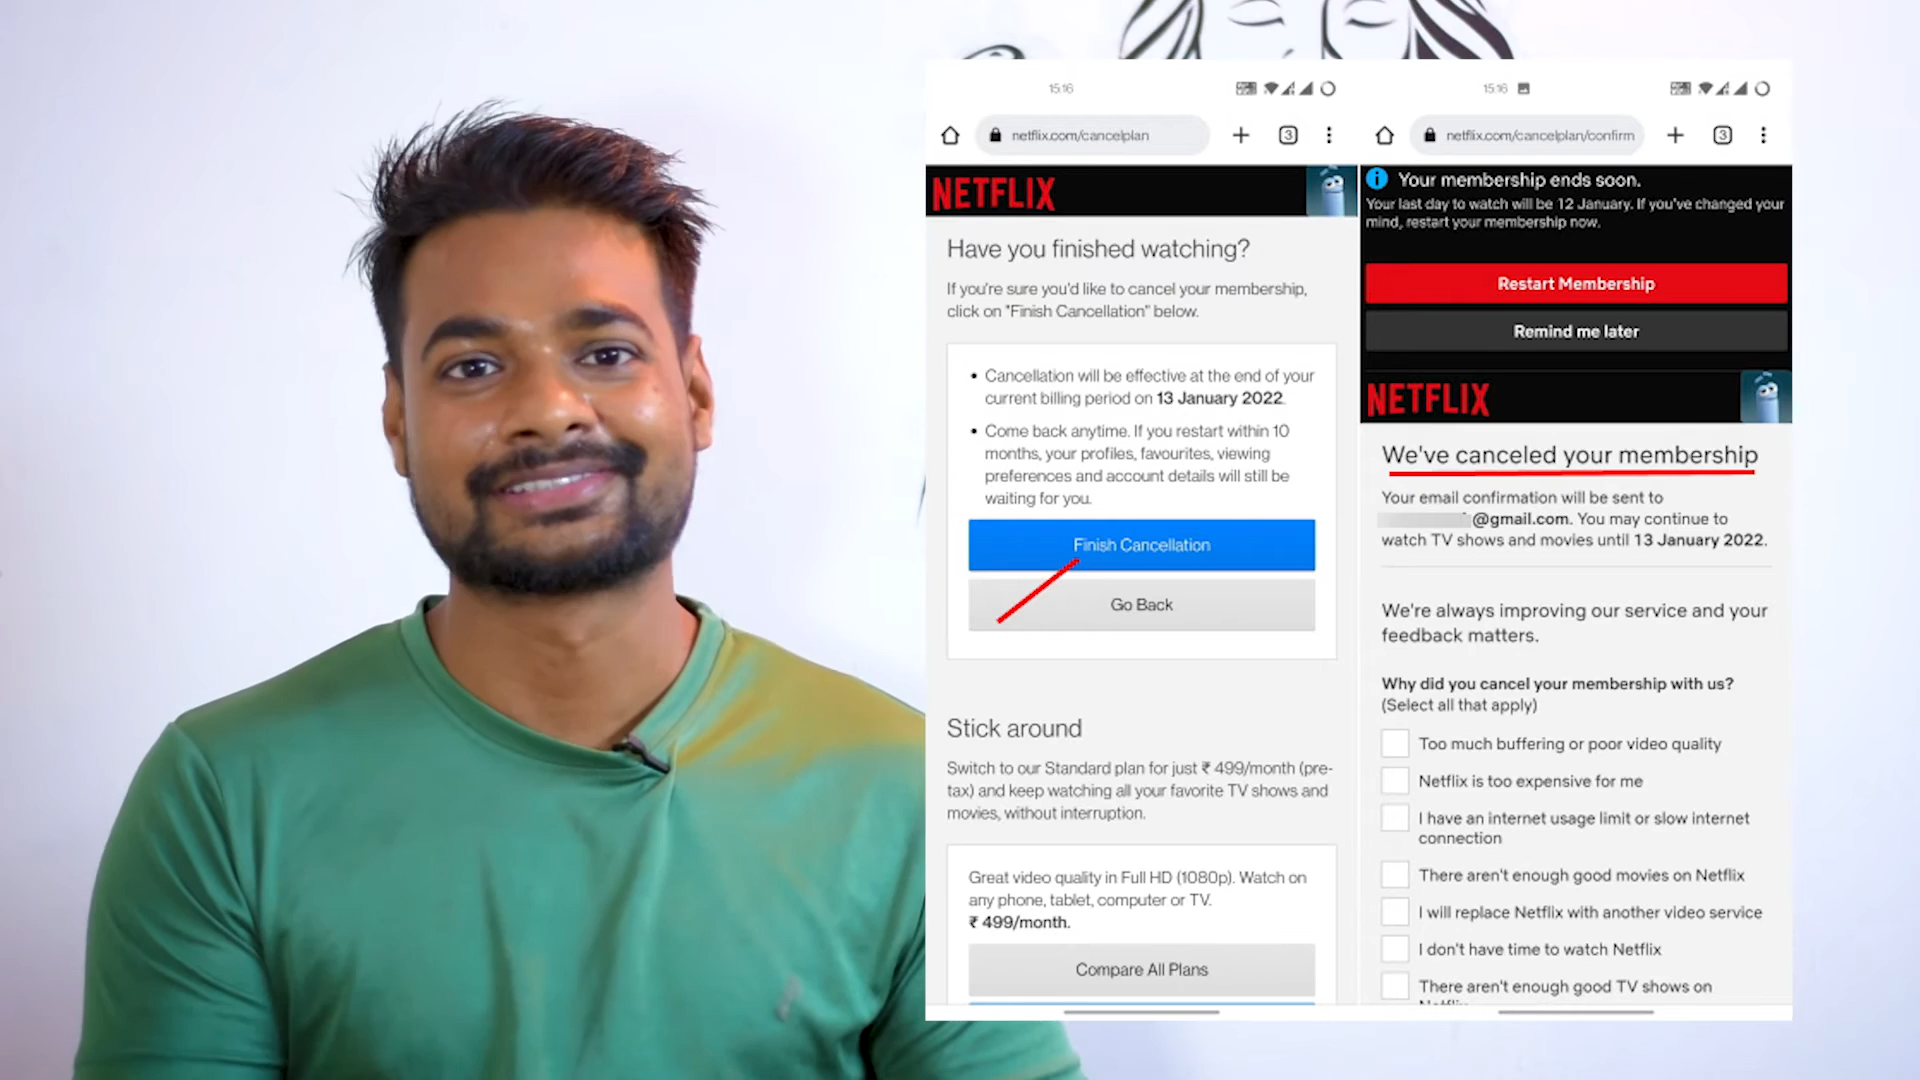 15:16
netflix.com/cancelplan
3
NETFLIX
Have you finished watching?
If you're sure you'd like to cancel your membership,
click on "Finish Cancellation" below.
• Cancellation will be effective at the end of your
current billing period on 13 January 2022.
• Come back anytime. If you restart within 10
months, your profiles, favourites, viewing
preferences and account details will still be
waiting for you.
Finish Cancellation
Go Back
Stick around
Switch to our Standard plan for just ₹ 499/month (pre-
tax) and keep watching all your favorite TV shows and
movies, without interruption.
Great video quality in Full HD (1080p). Watch on
any phone, tablet, computer or TV.
₹ 499/month.
Compare All Plans
15:16
netflix.com/cancelplan/confirm
3
Your membership ends soon.
Your last day to watch will be 12 January. If you've changed your
mind, restart your membership now.
Restart Membership
Remind me later
NETFLIX
We've canceled your membership
Your email confirmation will be sent to
@gmail.com. You may continue to
watch TV shows and movies until 13 January 2022.
We're always improving our service and your
feedback matters.
Why did you cancel your membership with us?
(Select all that apply)
Too much buffering or poor video quality
Netflix is too expensive for me
I have an internet usage limit or slow internet
connection
There aren't enough good movies on Netflix
I will replace Netflix with another video service
I don't have time to watch Netflix
There aren't enough good TV shows on